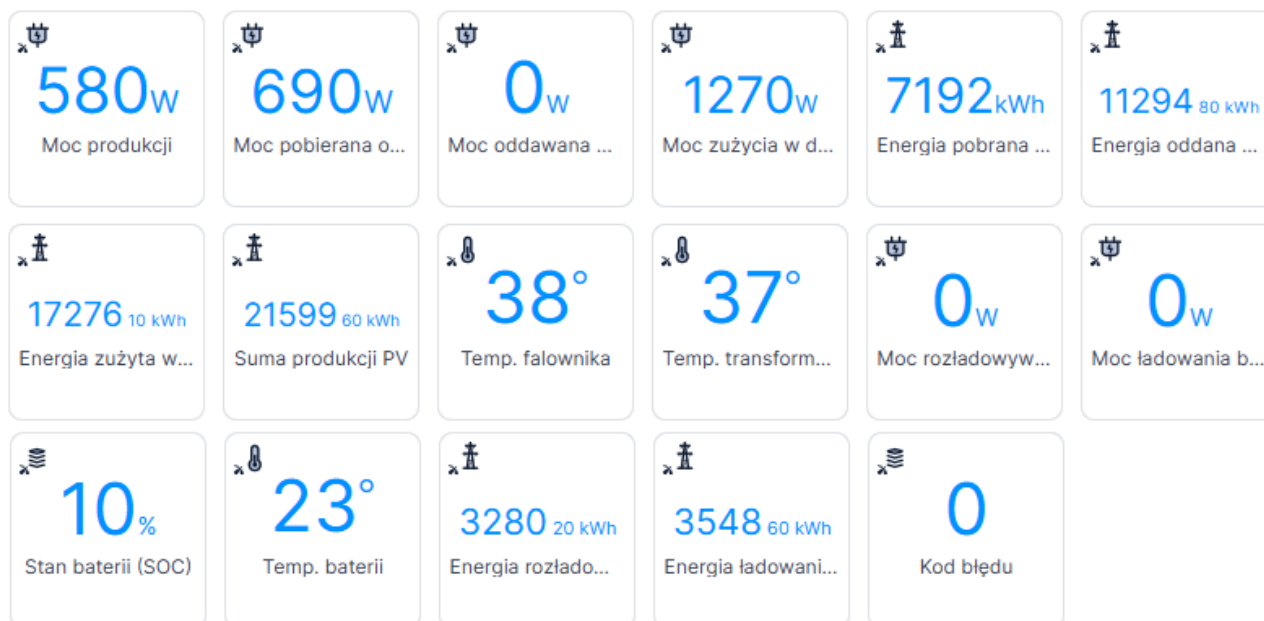 580W
690W
0W
1270W
7192kWh
11294 80 kWh
Moc produkcji
Moc pobierana o...
Moc oddawana ...
Moc zużycia w d...
Energia pobrana ...
Energia oddana ...
17276 10 kWh
21599 60 kWh
38°
37°
0W
0W
Energia zużyta w...
Suma produkcji PV
Temp. falownika
Temp. transform...
Moc rozładowyw...
Moc ładowania b...
10%
23°
3280 20 kWh
3548 60 kWh
0
Stan baterii (SOC)
Temp. baterii
Energia rozłado...
Energia ładowani...
Kod błędu